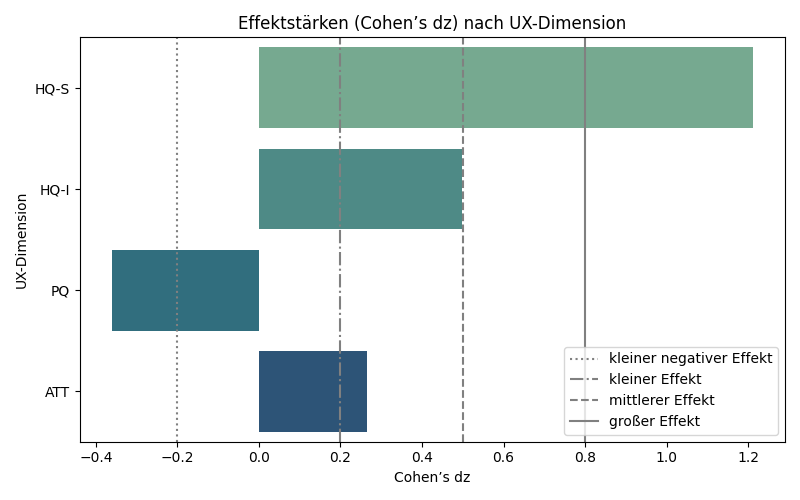 Effektstärken (Cohen’s dz) nach UX-Dimension
UX-Dimension
HQ-S
HQ-I
PQ
ATT
kleiner negativer Effekt
kleiner Effekt
mittlerer Effekt
großer Effekt
−0.4 −0.2 0.0 0.2 0.4 0.6 0.8 1.0 1.2
Cohen’s dz